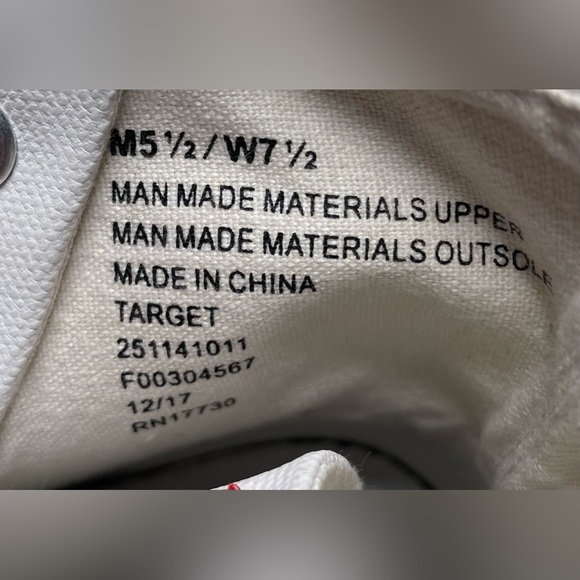 M5 ½ / W7 ½
MAN MADE MATERIALS UPPER
MAN MADE MATERIALS OUTSOLE
MADE IN CHINA
TARGET
251141011
F00304567
12/17
RN17730